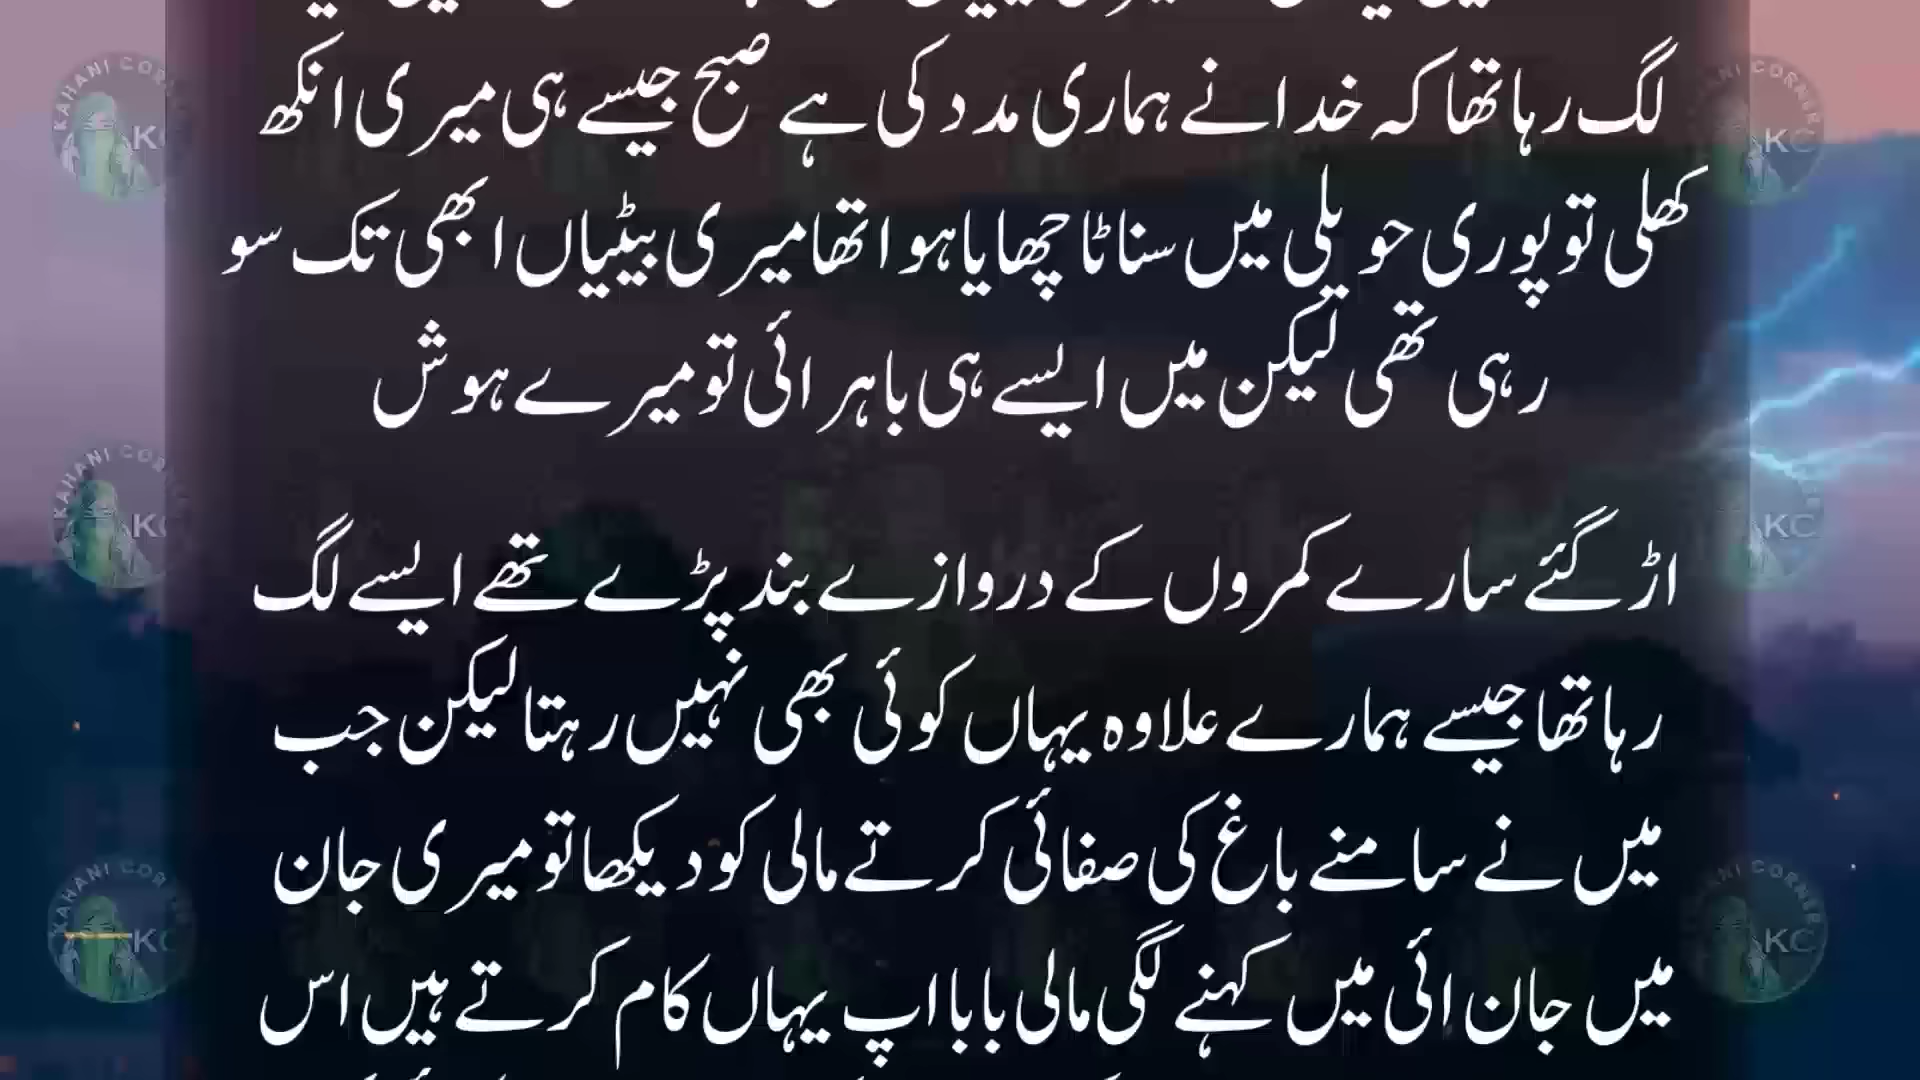 لگ رہا تھا کہ خدا نے ہماری مدد کی ہے صبح جیسے ہی میری انکھ
کھلی تو پوری حویلی میں سناٹا چھایا ہوا تھا میری بیٹیاں ابھی تک سو
رہی تھی لیکن میں ایسے ہی باہر ائی تو میرے ہوش
اڑ گئے سارے کمروں کے دروازے بند پڑے تھے ایسے لگ
رہا تھا جیسے ہمارے علاوہ یہاں کوئی بھی نہیں رہتا لیکن جب
میں نے سامنے باغ کی صفائی کرتے مالی کو دیکھا تو میری جان
میں جان ائی میں کہنے لگی مالی بابا اپ یہاں کام کرتے ہیں اس
KAHANI CORNER
KC